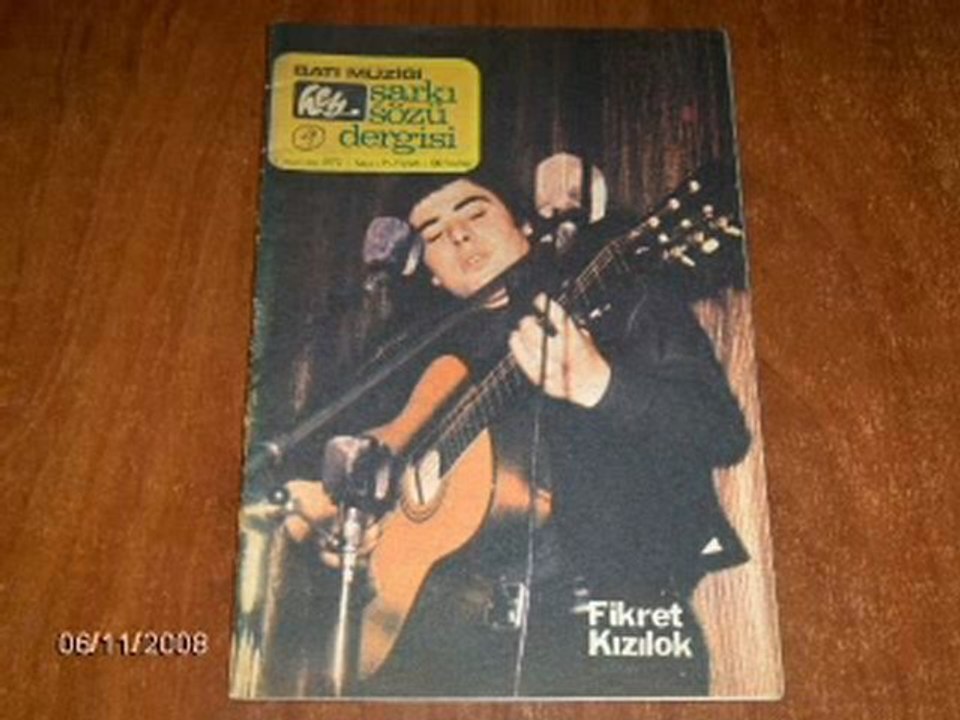 BATI MÜZİĞİ
Hey
şarkı
sözü
dergisi
Fikret
Kızılok
06/11/2008